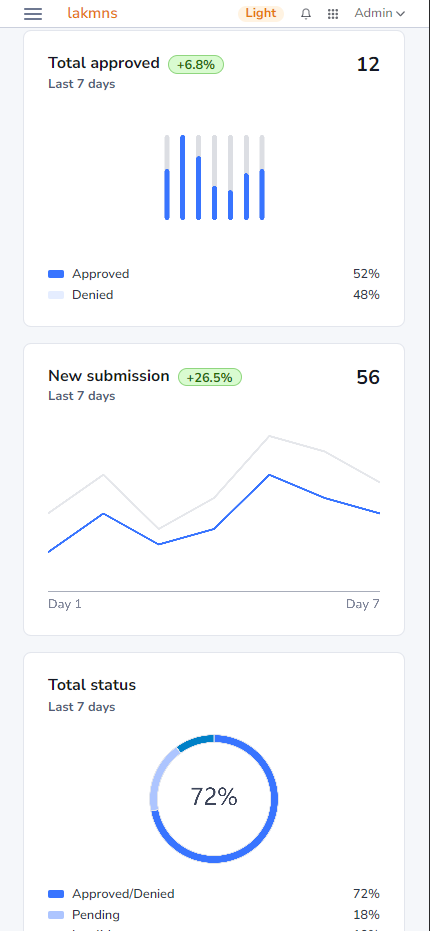 lakmns Light Admin
Total approved +6.8% 12
Last 7 days
Approved 52%
Denied 48%
New submission +26.5% 56
Last 7 days
Day 1 Day 7
Total status
Last 7 days
72%
Approved/Denied 72%
Pending 18%